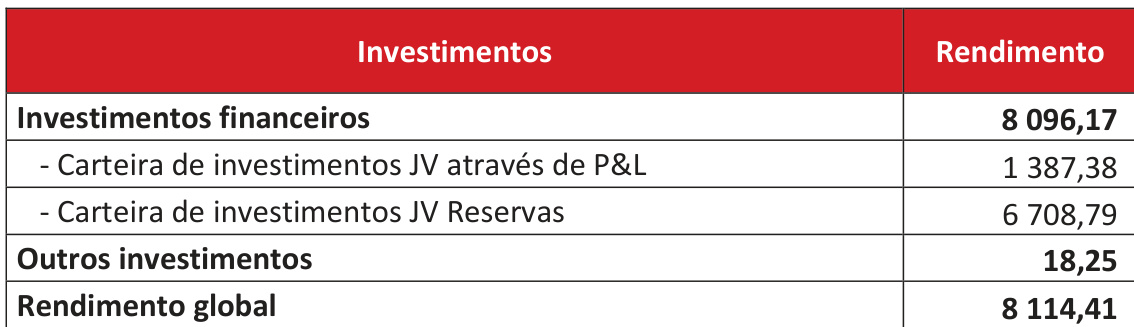 Investimentos Rendimento
Investimentos financeiros 8 096,17
- Carteira de investimentos JV através de P&L 1 387,38
- Carteira de investimentos JV Reservas 6 708,79
Outros investimentos 18,25
Rendimento global 8 114,41